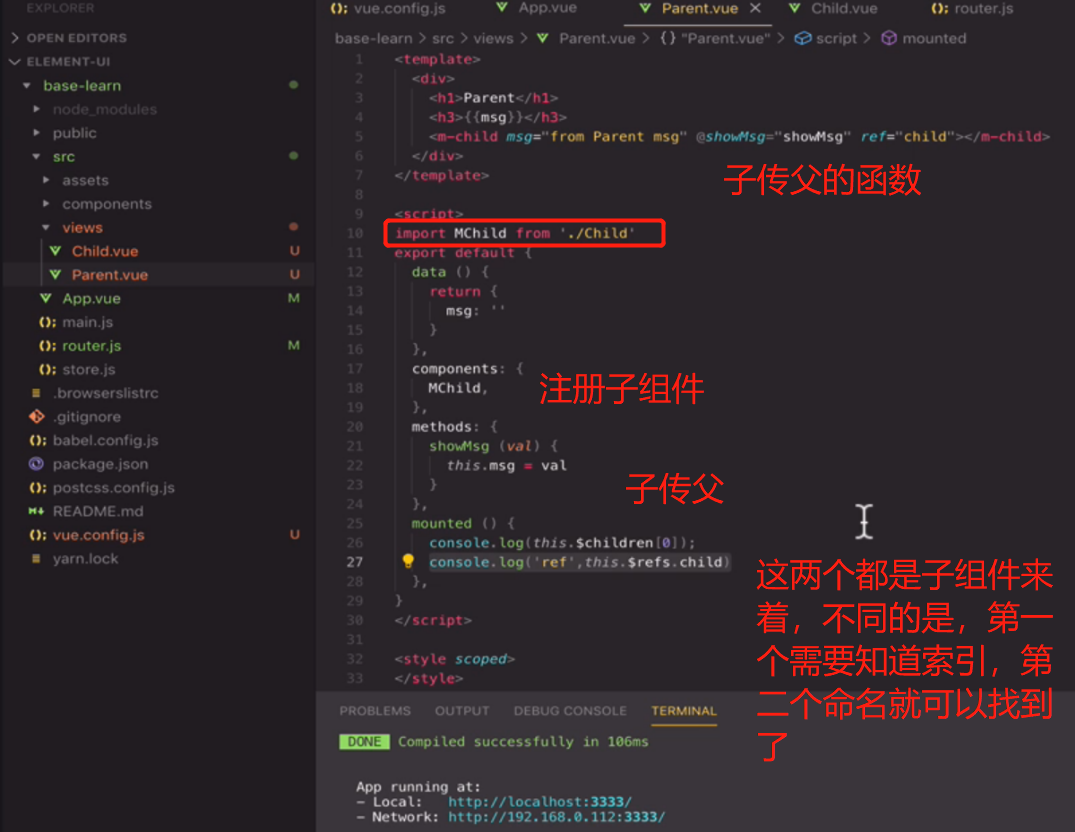 EXPLORER
OPEN EDITORS
ELEMENT-UI
base-learn
node_modules
public
src
assets
components
views
Child.vue U
Parent.vue U
App.vue M
main.js
router.js M
store.js
.browserslistrc
.gitignore
babel.config.js
package.json
postcss.config.js
README.md
vue.config.js U
yarn.lock
vue.config.js App.vue Parent.vue Child.vue router.js
base-learn > src > views > Parent.vue > {} "Parent.vue" > script > mounted
1 <template>
2 <div>
3 <h1>Parent</h1>
4 <h3>{{msg}}</h3>
5 <m-child msg="from Parent msg" @showMsg="showMsg" ref="child"></m-child>
6 </div>
7 </template>
子传父的函数
8
9 <script>
10 import MChild from './Child'
11 export default {
12 data () {
13 return {
14 msg: ''
15 }
16 },
17 components: {
18 MChild,
注册子组件
19 },
20 methods: {
21 showMsg (val) {
22 this.msg = val
23 }
子传父
24 },
25 mounted () {
26 console.log(this.$children[0]);
27 console.log('ref',this.$refs.child)
28 },
29 }
30 </script>
31
32 <style scoped>
33 </style>
这两个都是子组件来
着，不同的是，第一
个需要知道索引，第
二个命名就可以找到
了
PROBLEMS OUTPUT DEBUG CONSOLE TERMINAL
DONE Compiled successfully in 106ms
App running at:
- Local: http://localhost:3333/
- Network: http://192.168.0.112:3333/